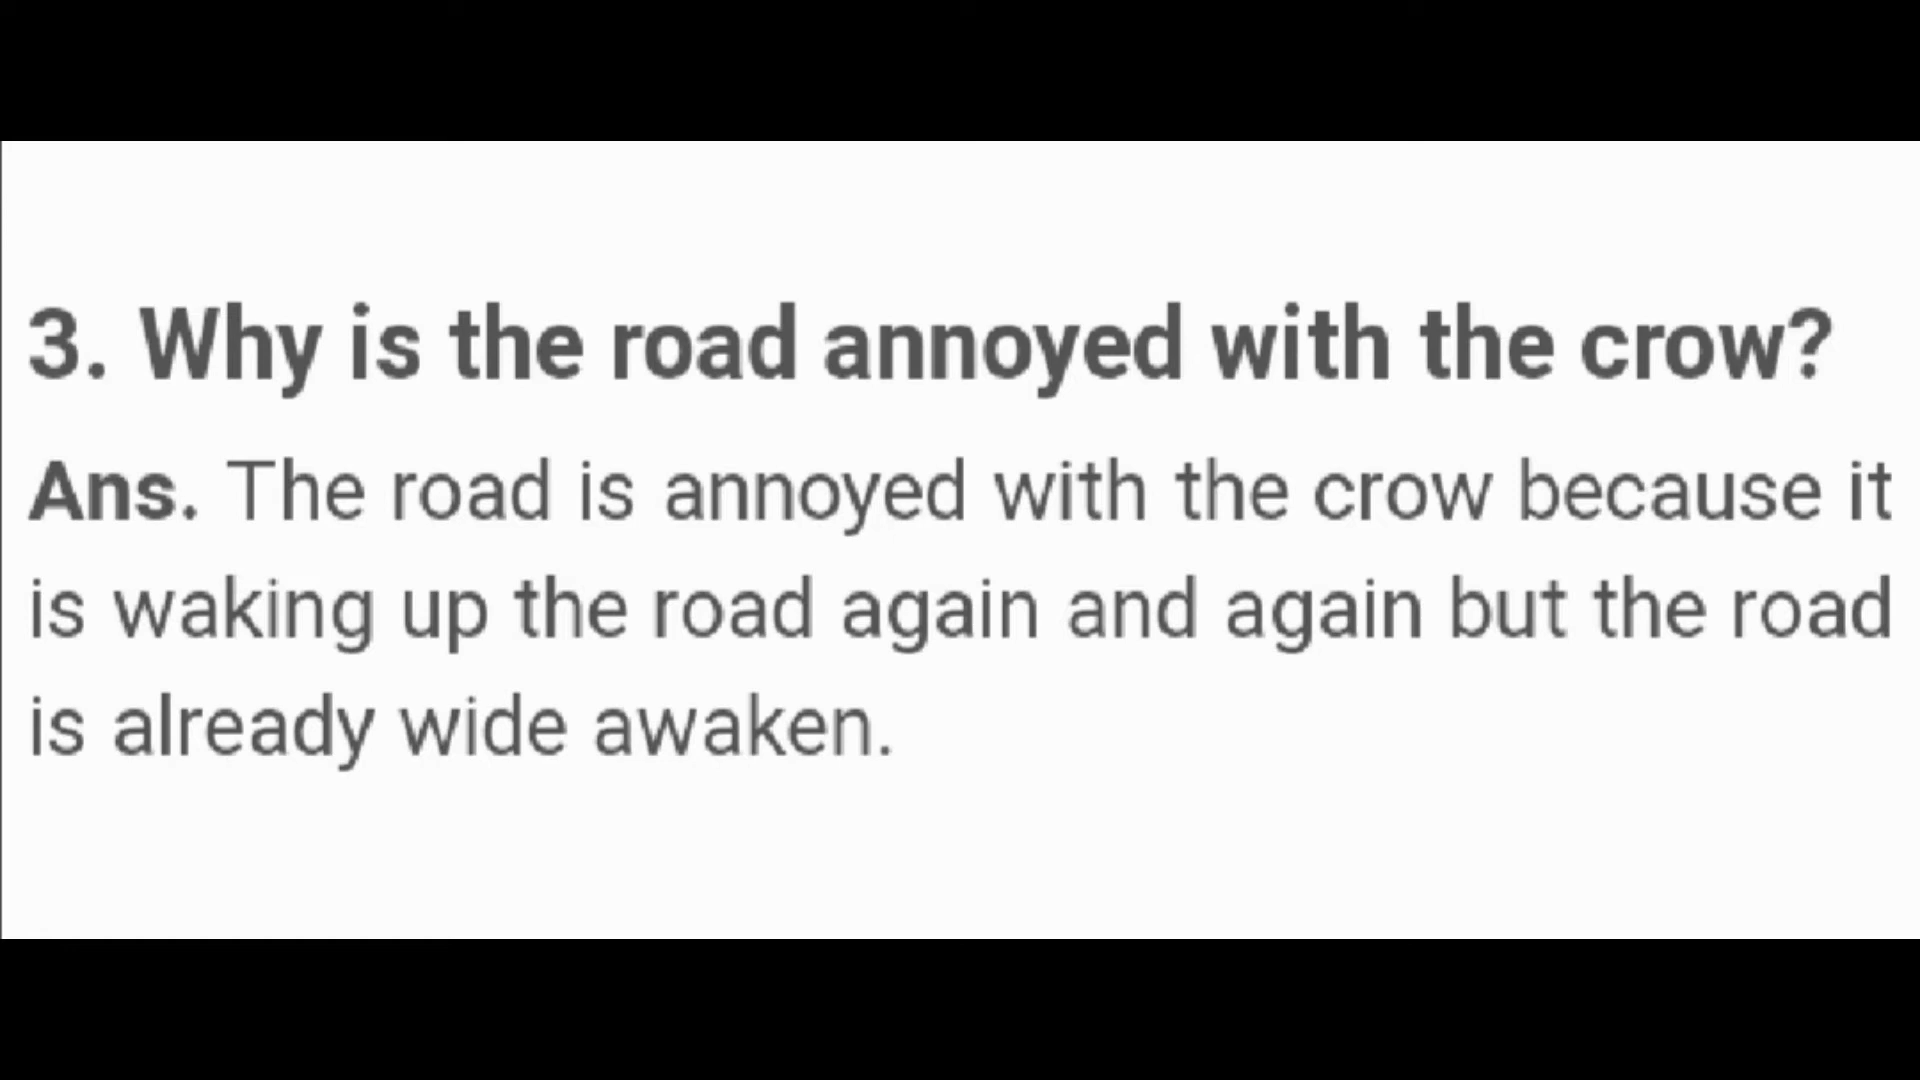 3. Why is the road annoyed with the crow?
Ans. The road is annoyed with the crow because it
is waking up the road again and again but the road
is already wide awaken.